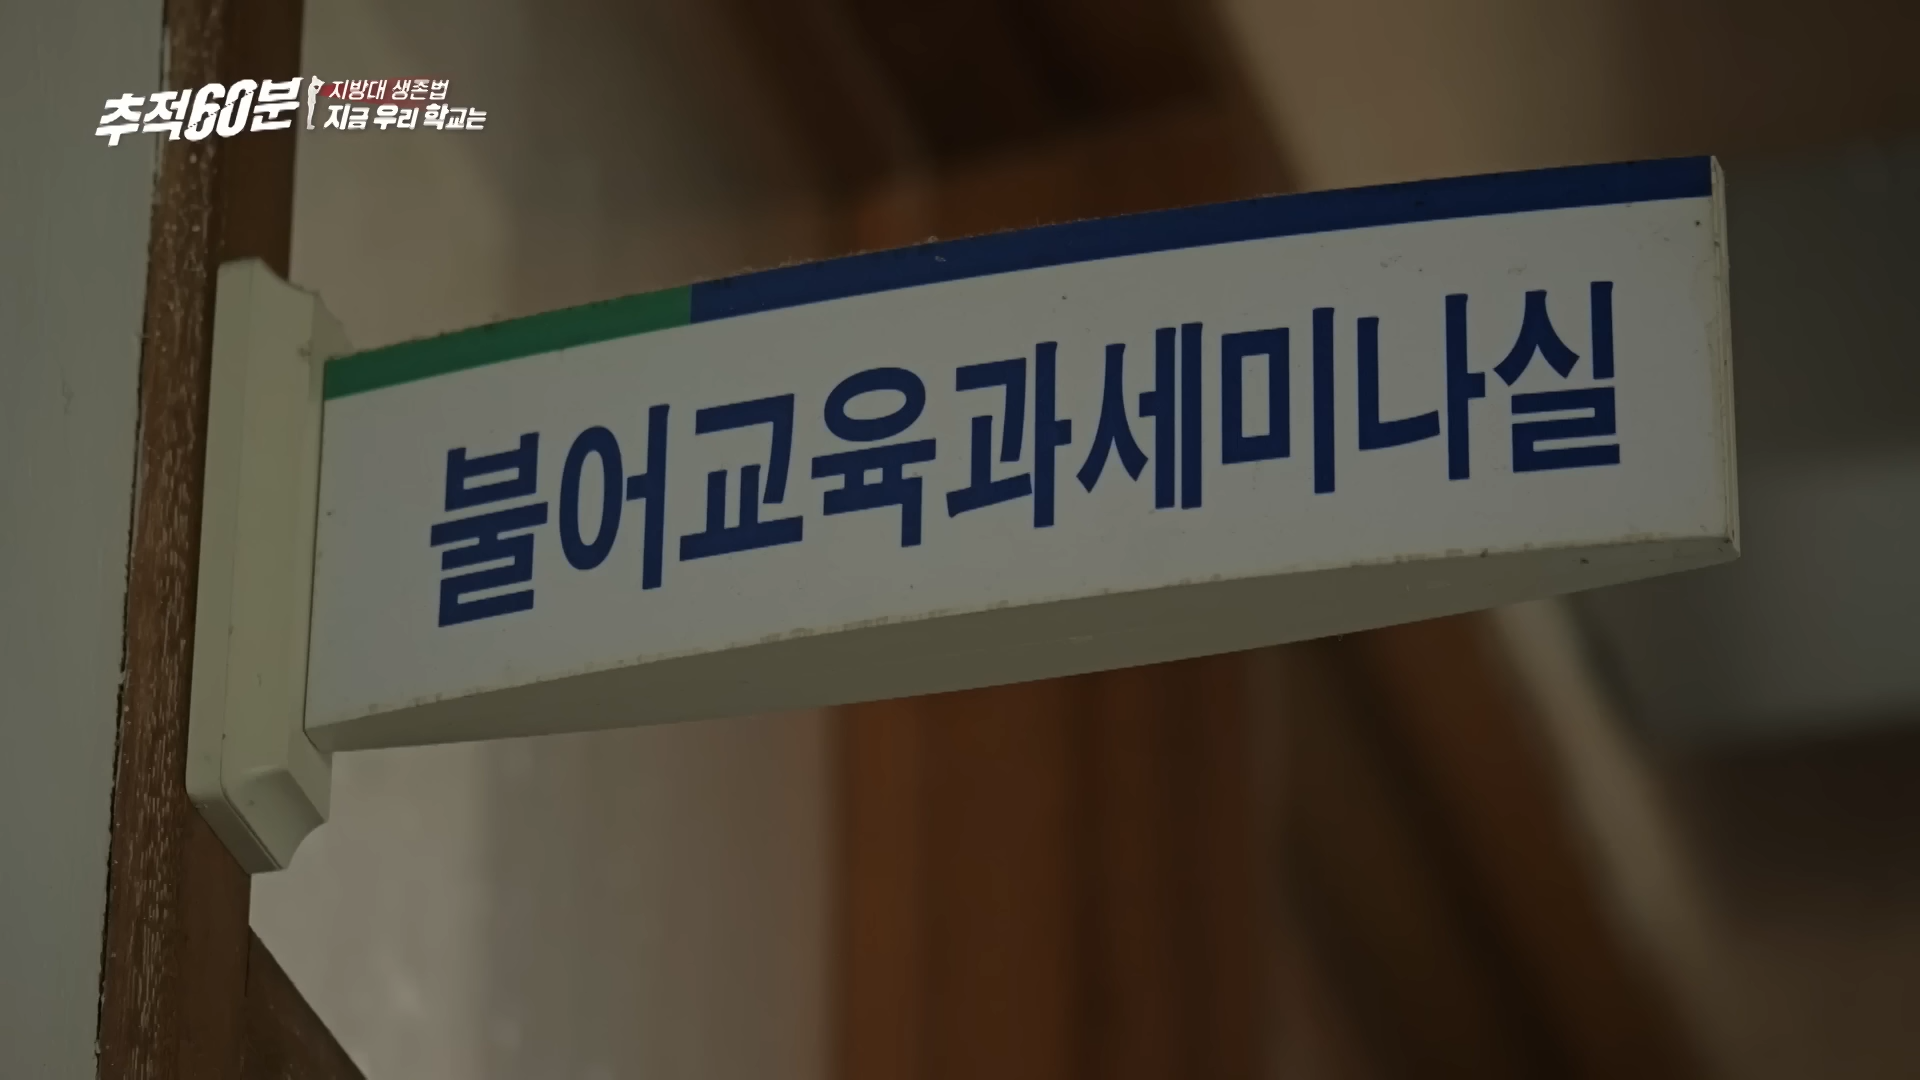 추적60분
지방대 생존법
지금 우리 학교는
불어교육과세미나실